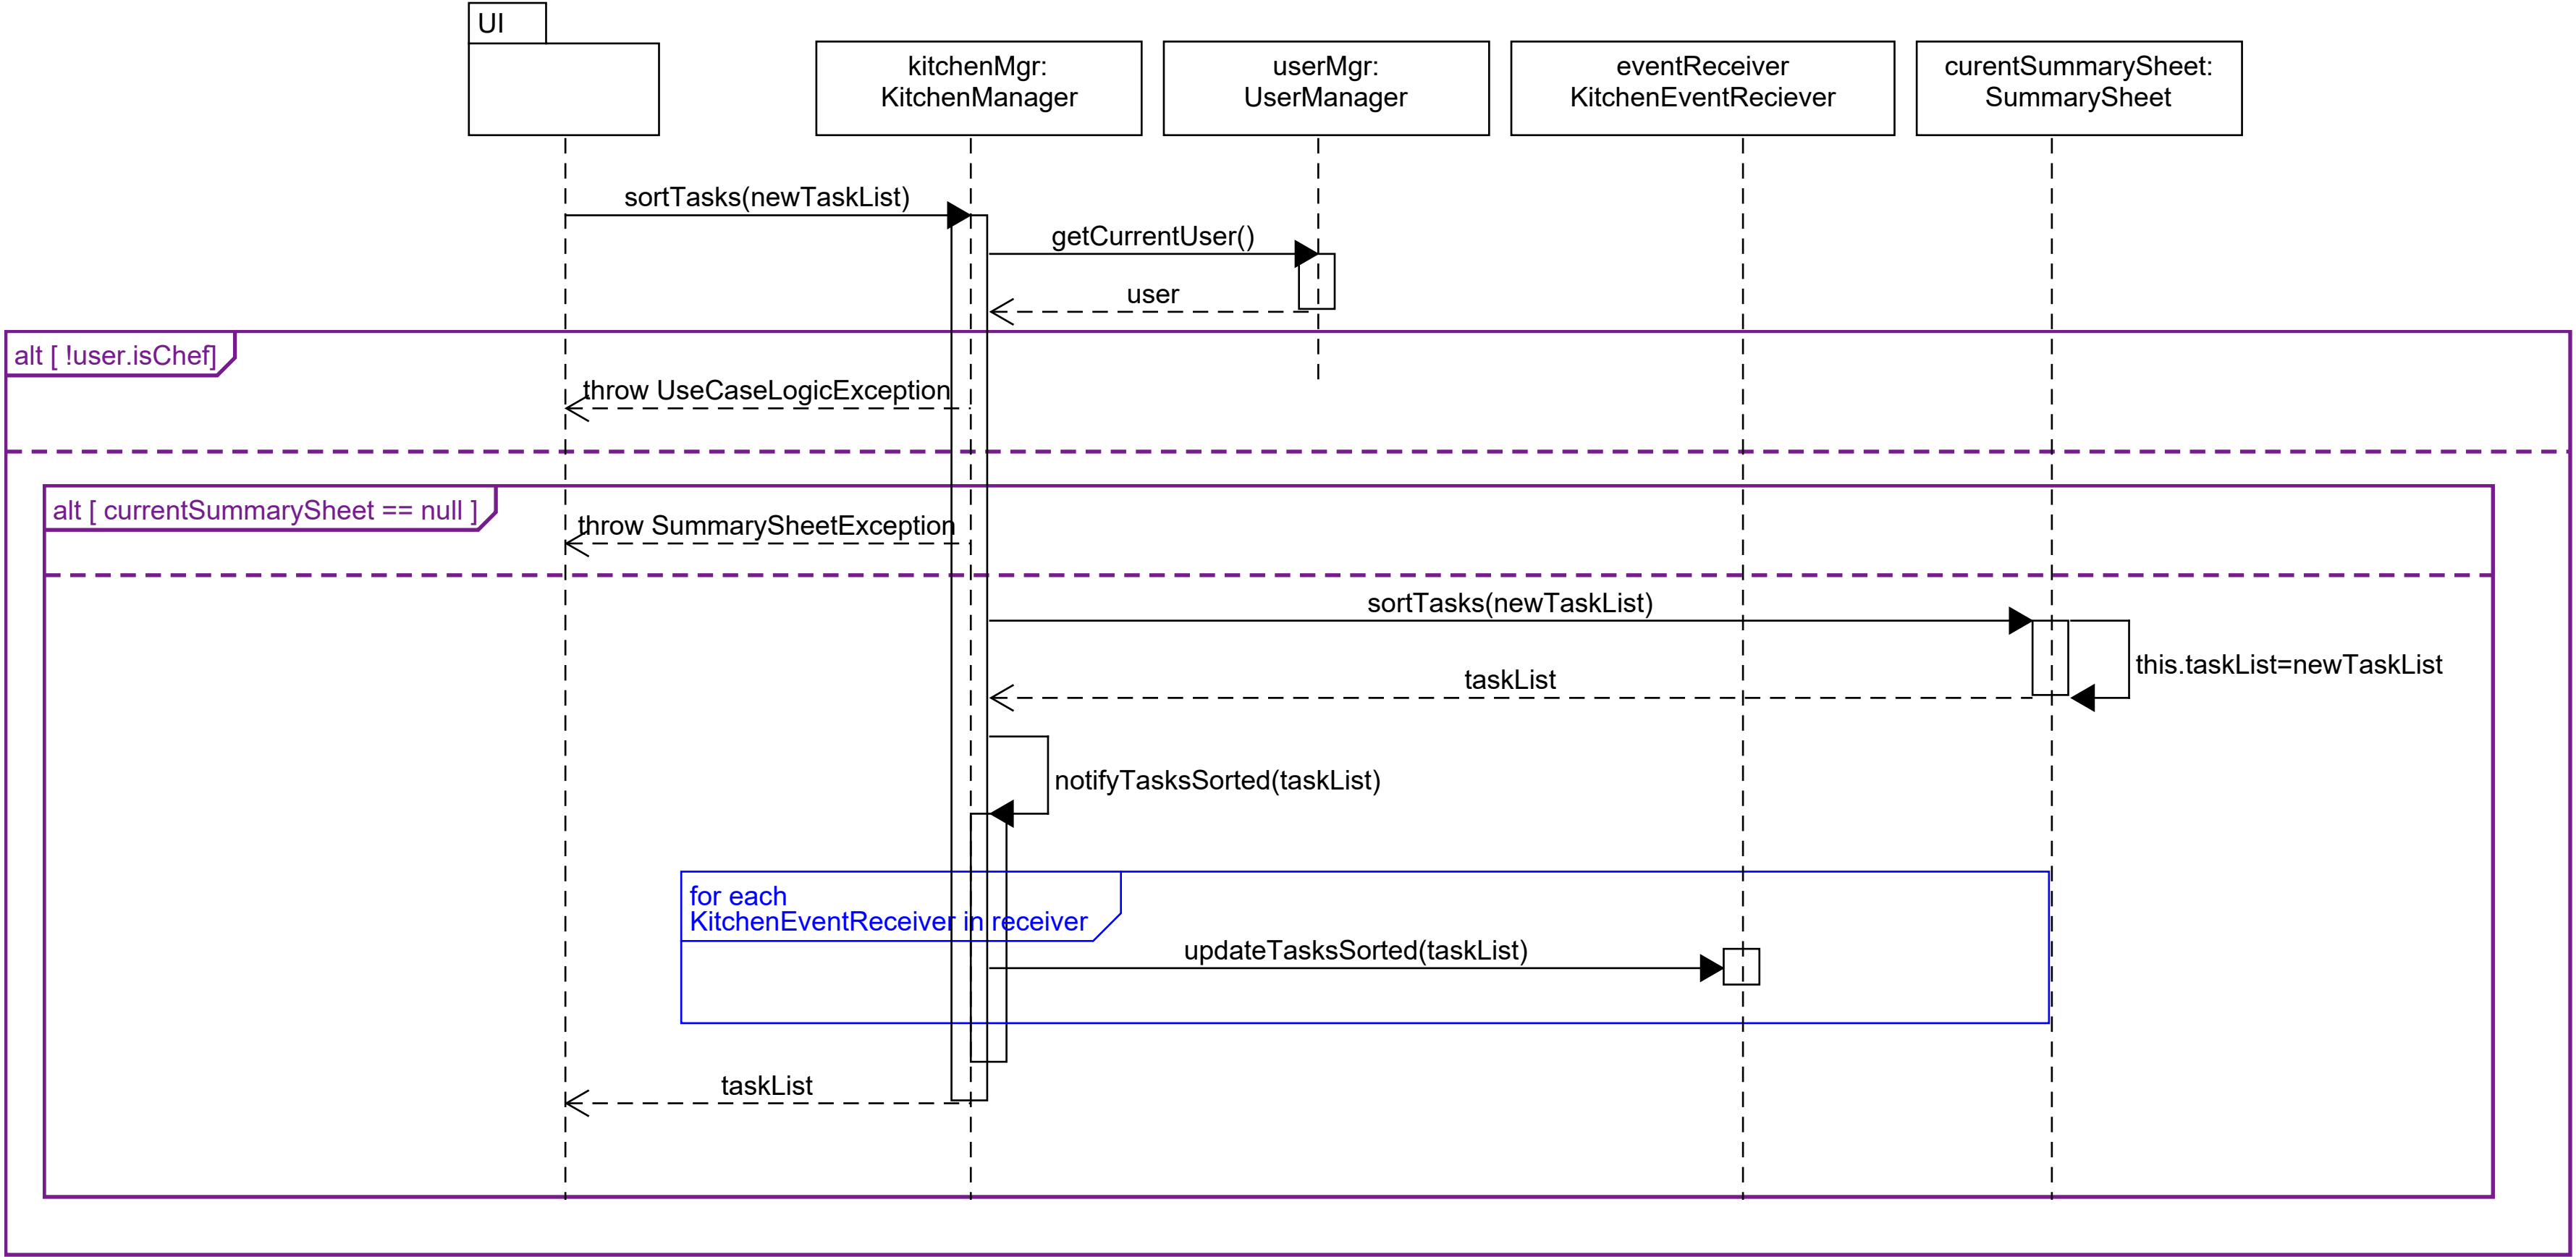 UI
kitchenMgr:
KitchenManager
userMgr:
UserManager
eventReceiver
KitchenEventReciever
curentSummarySheet:
SummarySheet
sortTasks(newTaskList)
getCurrentUser()
user
alt [ !user.isChef]
throw UseCaseLogicException
alt [ currentSummarySheet == null ]
throw SummarySheetException
sortTasks(newTaskList)
this.taskList=newTaskList
taskList
notifyTasksSorted(taskList)
for each
KitchenEventReceiver in receiver
updateTasksSorted(taskList)
taskList